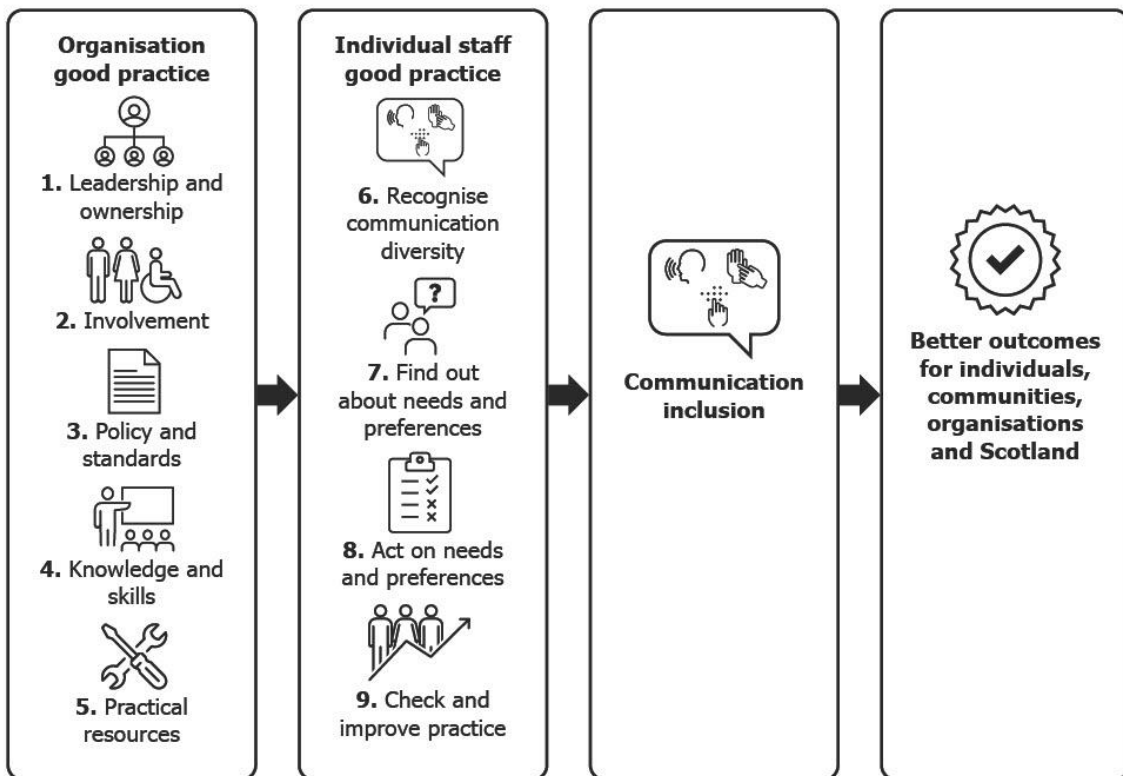 Organisation
good practice
1. Leadership and
ownership
2. Involvement
3. Policy and
standards
4. Knowledge and
skills
5. Practical
resources
Individual staff
good practice
6. Recognise
communication
diversity
?
7. Find out
about needs and
preferences
8. Act on needs
and preferences
9. Check and
improve practice
Communication
inclusion
Better outcomes
for individuals,
communities,
organisations
and Scotland